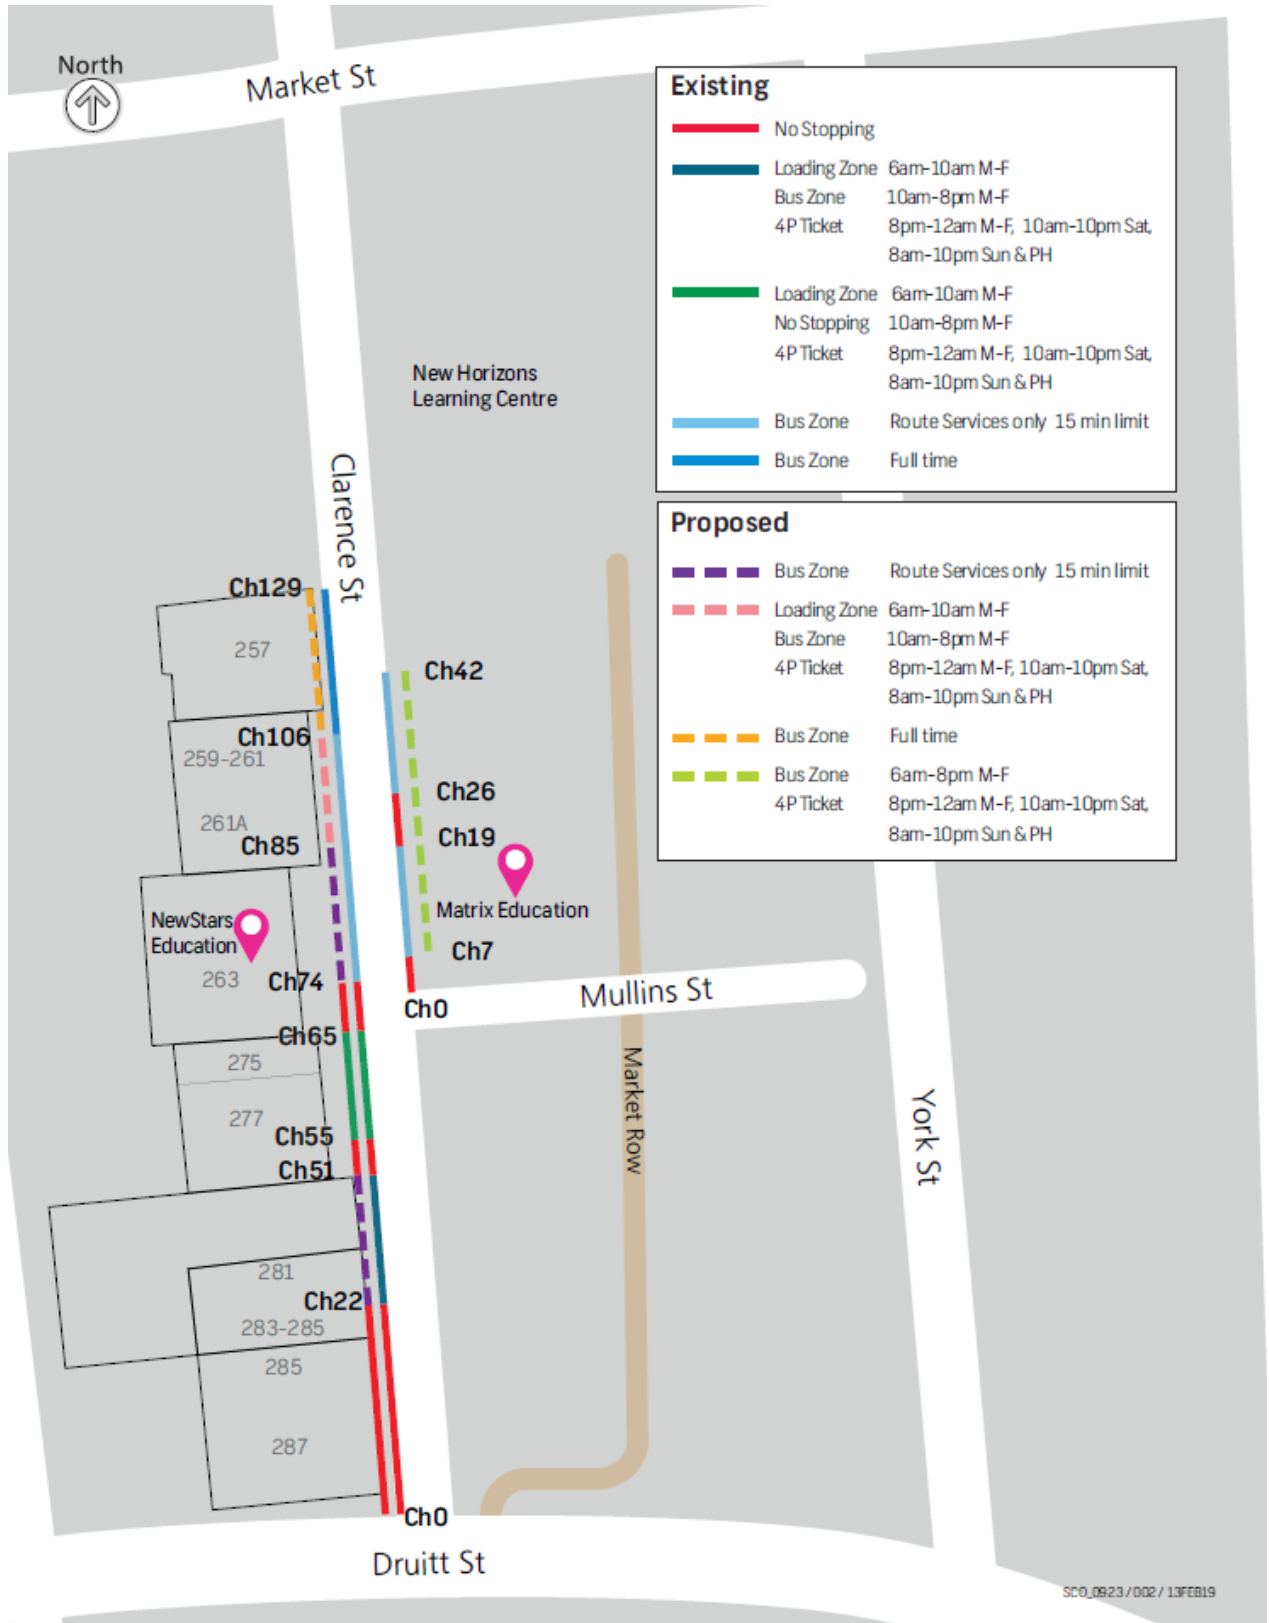 North
Market St
Existing
No Stopping
Loading Zone 6am-10am M-F
Bus Zone 10am-8pm M-F
4P Ticket 8pm-12am M-F, 10am-10pm Sat,
8am-10pm Sun & PH
Loading Zone 6am-10am M-F
No Stopping 10am-8pm M-F
4P Ticket 8pm-12am M-F, 10am-10pm Sat,
8am-10pm Sun & PH
Bus Zone Route Services only 15 min limit
Bus Zone Full time
Proposed
Bus Zone Route Services only 15 min limit
Loading Zone 6am-10am M-F
Bus Zone 10am-8pm M-F
4P Ticket 8pm-12am M-F, 10am-10pm Sat,
8am-10pm Sun & PH
Bus Zone Full time
Bus Zone 6am-8pm M-F
4P Ticket 8pm-12am M-F, 10am-10pm Sat,
8am-10pm Sun & PH
New Horizons
Learning Centre
Clarence St
Ch129
257
Ch42
Ch106
259-261
Ch26
261A
Ch19
Ch85
Matrix Education
NewStars
Education
Ch7
263
Ch74
Mullins St
Ch0
Ch65
275
Market Row
277
Ch55
York St
Ch51
281
Ch22
283-285
285
287
Ch0
Druitt St
SCO_0923 / 002 / 13FEB19